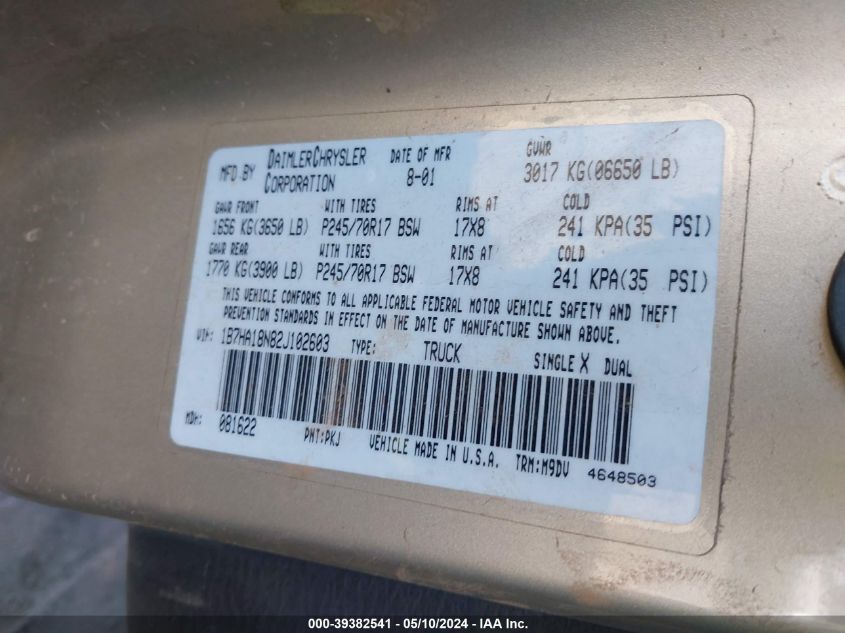 MFD BY DAIMLERCHRYSLER CORPORATION DATE OF MFR 8-01 GVWR 3017 KG(06650 LB)
GAWR FRONT WITH TIRES RIMS AT COLD
1656 KG(3650 LB) P245/70R17 BSW 17X8 241 KPA(35 PSI)
GAWR REAR WITH TIRES RIMS AT COLD
1770 KG(3900 LB) P245/70R17 BSW 17X8 241 KPA(35 PSI)
THIS VEHICLE CONFORMS TO ALL APPLICABLE FEDERAL MOTOR VEHICLE SAFETY AND THEFT
PREVENTION STANDARDS IN EFFECT ON THE DATE OF MANUFACTURE SHOWN ABOVE.
VIN: 1B7HA18N82J102603 TYPE: TRUCK SINGLE X DUAL
MDH: 081622 PNT:PKJ VEHICLE MADE IN U.S.A. TRM:M9DV 4648503
000-39382541 - 05/10/2024 - IAAI Inc.